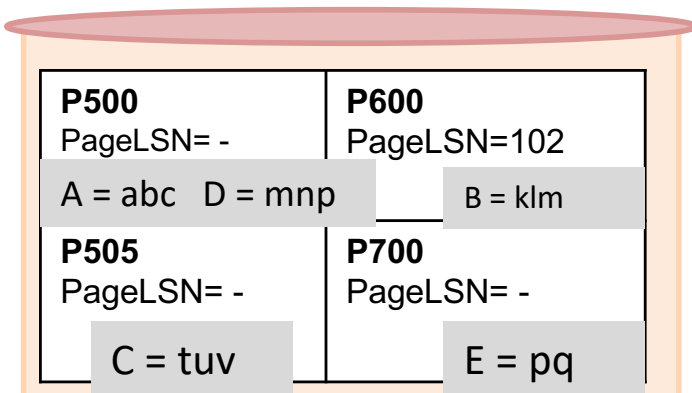 P500
PageLSN= -
A = abc D = mnp
P600
PageLSN=102
B = klm
P505
PageLSN= -
C = tuv
P700
PageLSN= -
E = pq